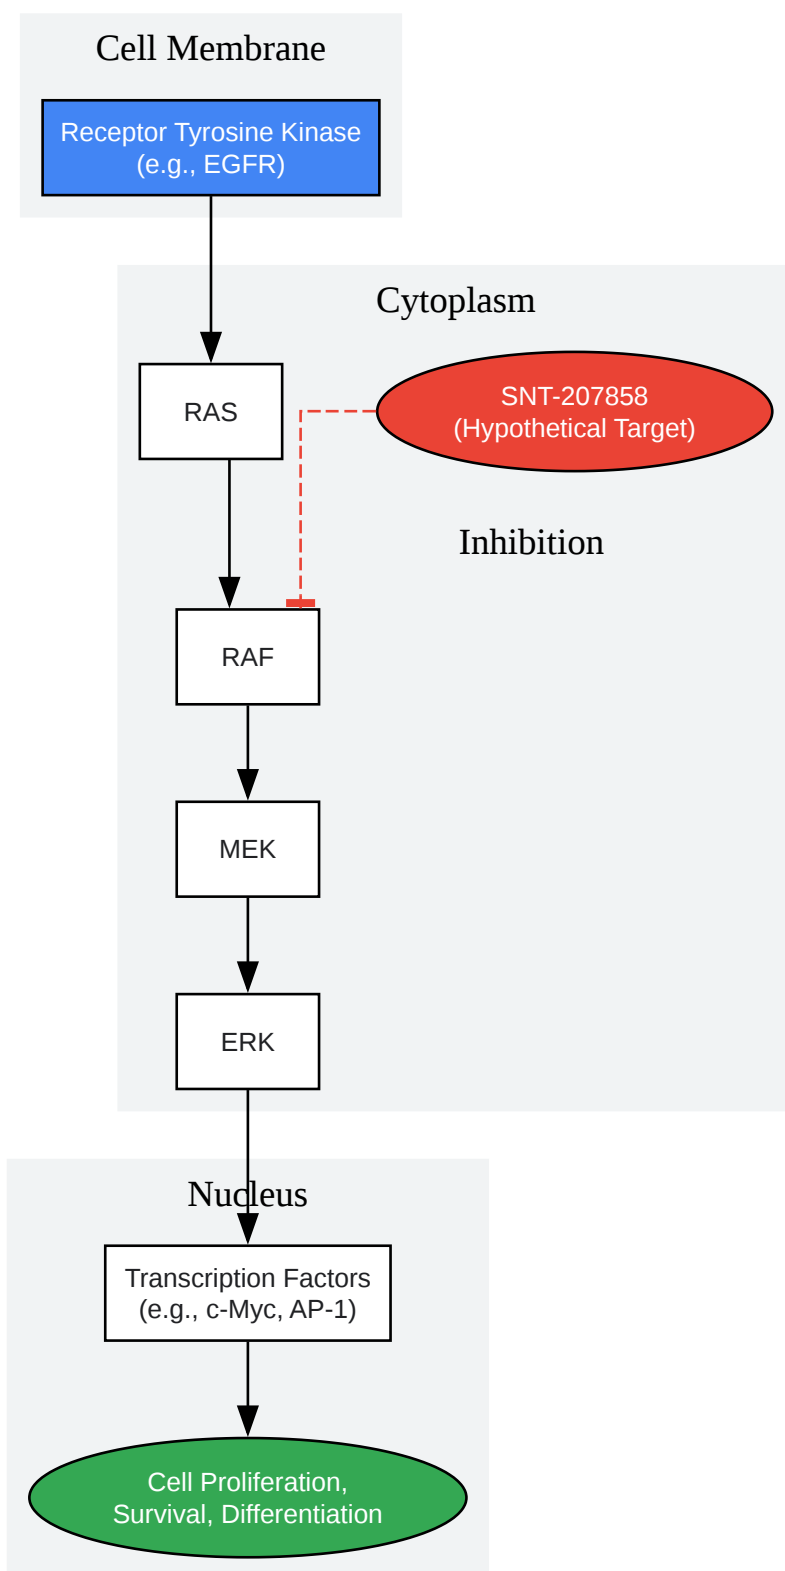 Cell Membrane
Receptor Tyrosine Kinase
(e.g., EGFR)
Cytoplasm
RAS
SNT-207858
(Hypothetical Target)
Inhibition
RAF
MEK
ERK
Nucleus
Transcription Factors
(e.g., c-Myc, AP-1)
Cell Proliferation,
Survival, Differentiation